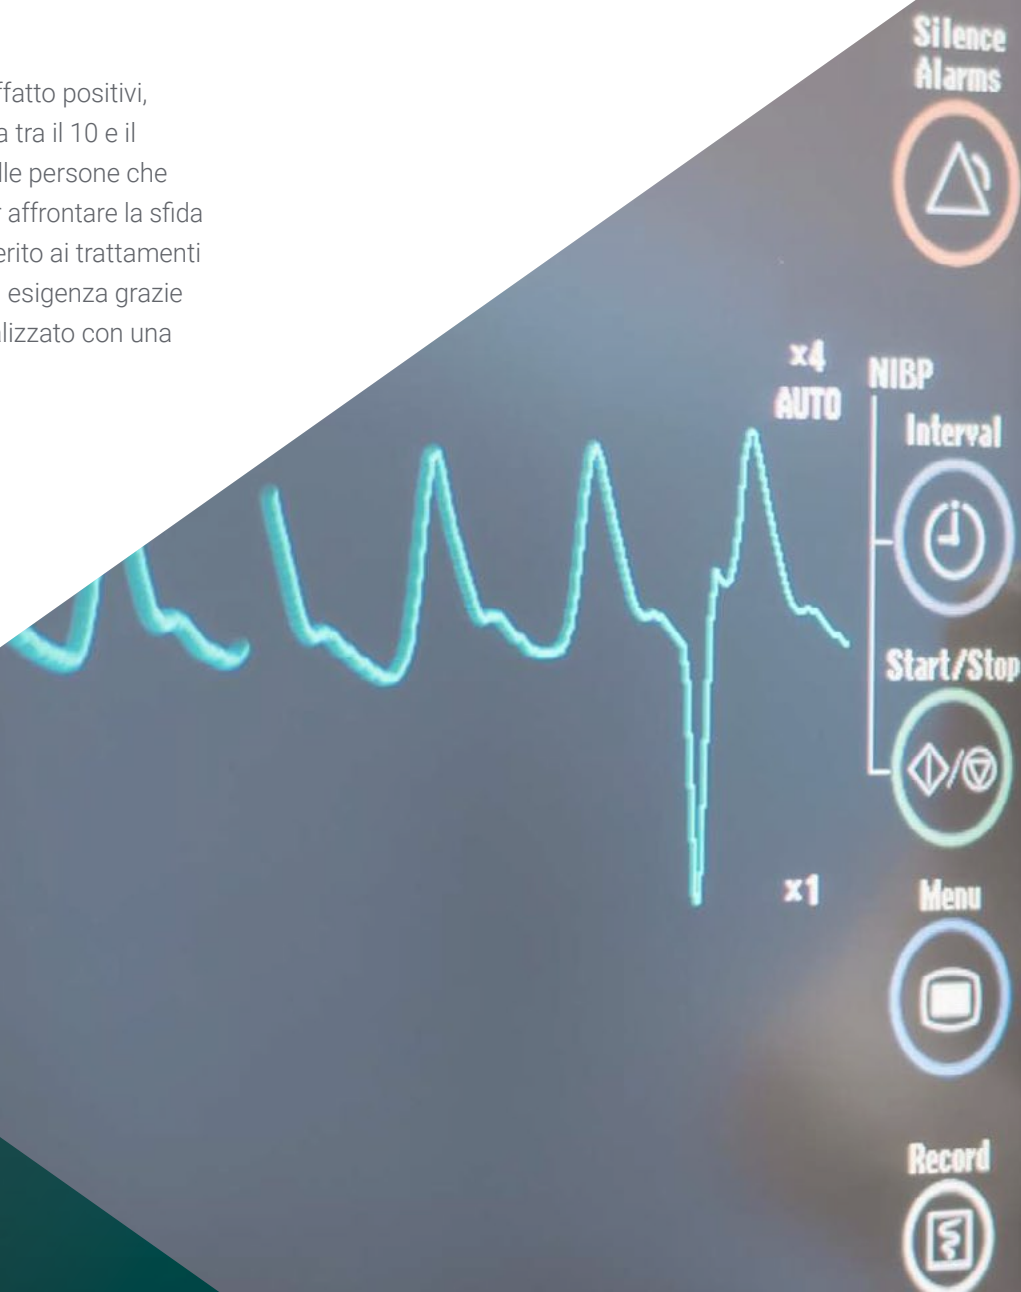 ffatto positivi,
a tra il 10 e il
lle persone che
r affrontare la sfida
erito ai trattamenti
esigenza grazie
alizzato con una
Silence
Alarms
x4
AUTO
NIBP
Interval
Start/Stop
x1
Menu
Record